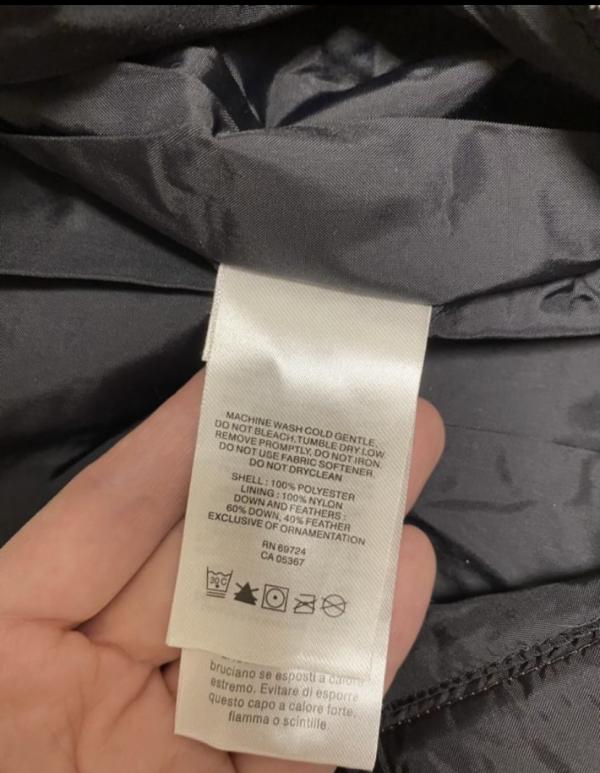 MACHINE WASH COLD GENTLE,
DO NOT BLEACH, TUMBLE DRY LOW.
REMOVE PROMPTLY, DO NOT IRON.
DO NOT USE FABRIC SOFTENER.
DO NOT DRYCLEAN
SHELL : 100% POLYESTER
LINING : 100% NYLON
DOWN AND FEATHERS :
60% DOWN, 40% FEATHER
EXCLUSIVE OF ORNAMENTATION
RN 69724
CA 05367
30C
bruciano se esposti a calore
estremo. Evitare di esporre
questo capo a calore forte,
fiamma o scintille.